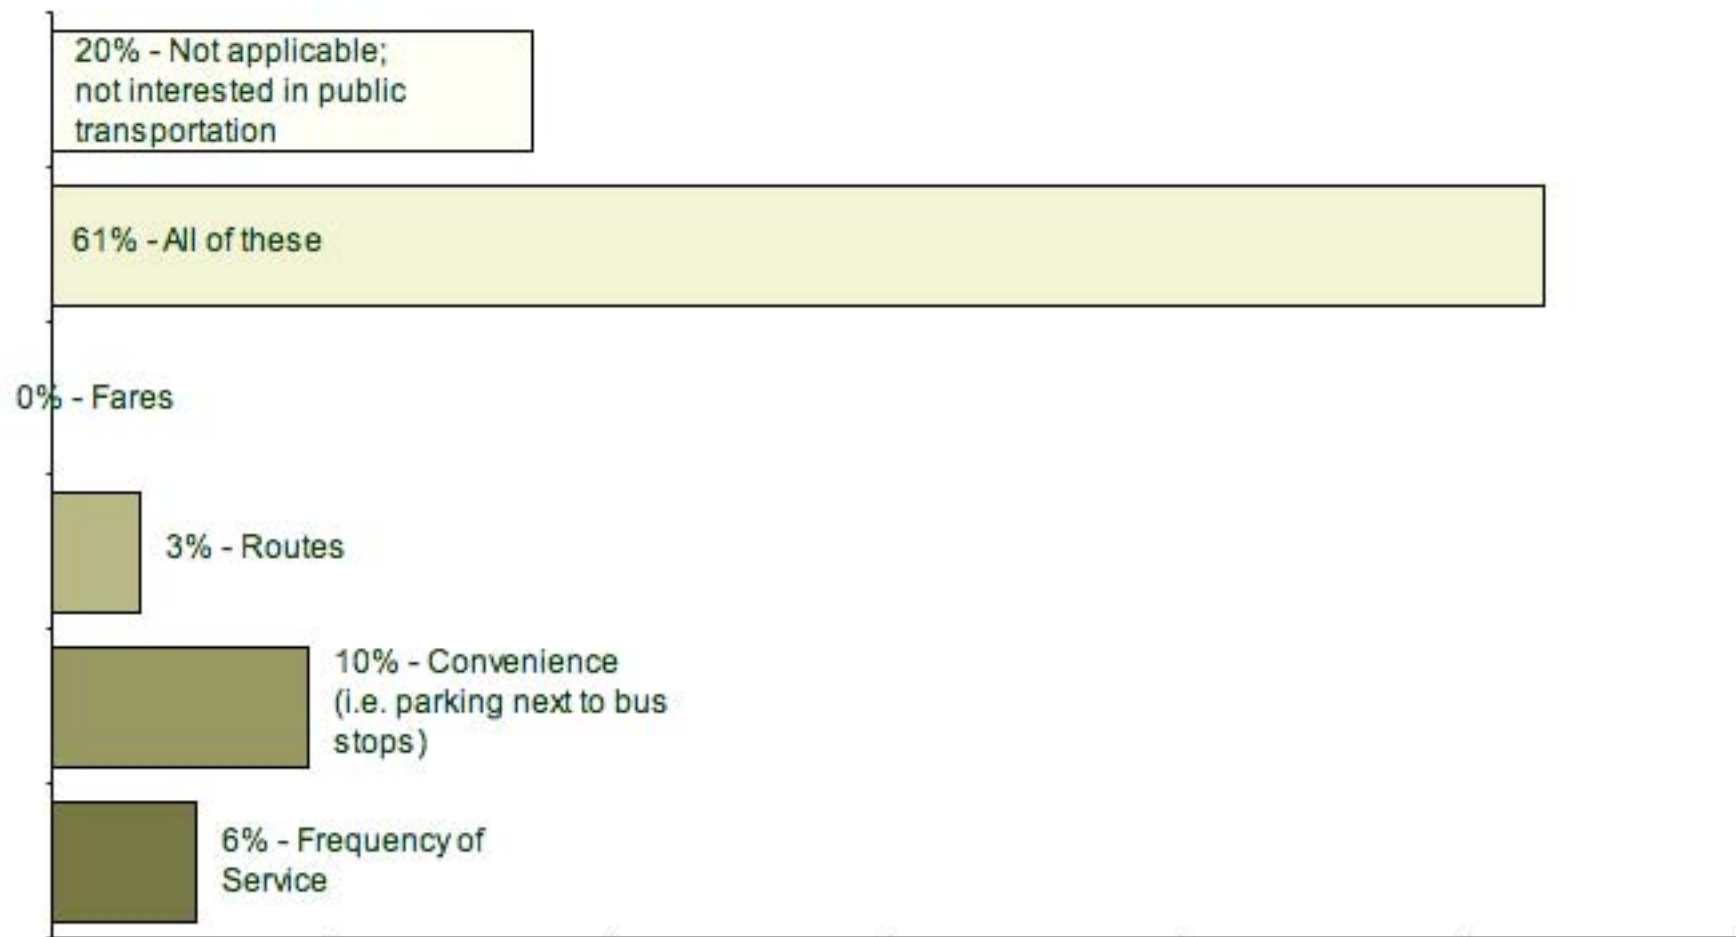 20% - Not applicable;
not interested in public
transportation
61% - All of these
0% - Fares
3% - Routes
10% - Convenience
(i.e. parking next to bus
stops)
6% - Frequency of
Service